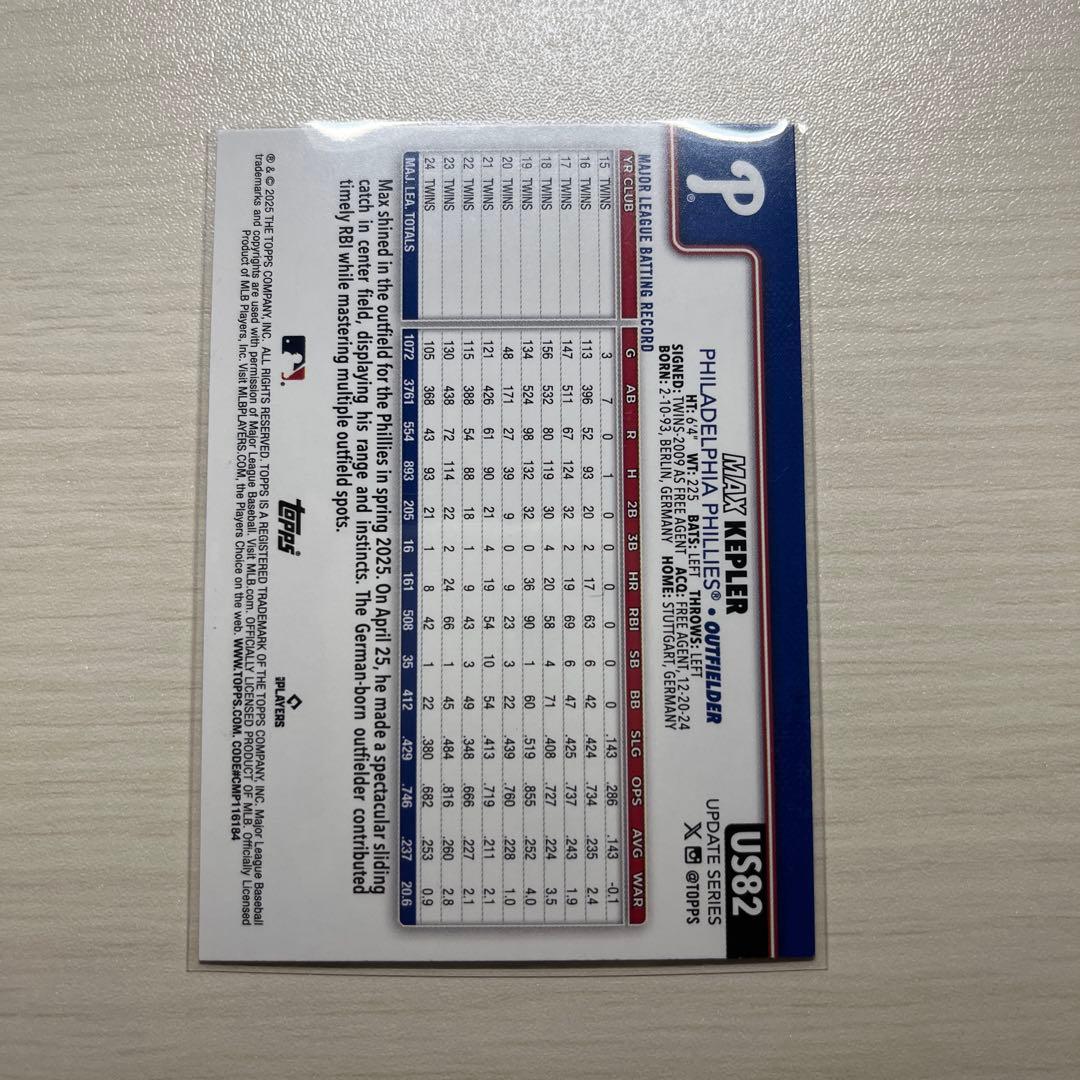 P®
US82
MAX KEPLER
UPDATE SERIES
PHILADELPHIA PHILLIES® • OUTFIELDER
X @TOPPS
HT: 6'4" WT: 225 BATS: LEFT THROWS: LEFT
SIGNED: TWINS-2009 AS FREE AGENT ACQ: FREE AGENT, 12-20-24
BORN: 2-10-93, BERLIN, GERMANY HOME: STUTTGART, GERMANY
MAJOR LEAGUE BATTING RECORD
YR CLUB G AB R H 2B 3B HR RBI SB BB SLG OPS AVG WAR
15 TWINS 3 7 0 1 0 0 0 0 0 0 .143 .286 .143 -0.1
16 TWINS 113 396 52 93 20 2 17 63 6 42 .424 .734 .235 2.4
17 TWINS 147 511 67 124 32 2 19 69 6 47 .425 .737 .243 1.9
18 TWINS 156 532 80 119 30 4 20 58 4 71 .408 .727 .224 3.5
19 TWINS 134 524 98 132 32 0 36 90 1 60 .519 .855 .252 4.0
20 TWINS 48 171 27 39 9 0 9 23 3 22 .439 .760 .228 1.0
21 TWINS 121 426 61 90 21 4 19 54 10 54 .413 .719 .211 2.1
22 TWINS 115 388 54 88 18 1 9 43 3 49 .348 .666 .227 2.1
23 TWINS 130 438 72 114 22 2 24 66 1 45 .484 .816 .260 2.8
24 TWINS 105 368 43 93 21 1 8 42 1 22 .380 .682 .253 0.9
MAJ. LEA. TOTALS 1072 3761 554 893 205 16 161 508 35 412 .429 .746 .237 20.6
Max shined in the outfield for the Phillies in spring 2025. On April 25, he made a spectacular sliding
catch in center field, displaying his range and instincts. The German-born outfielder contributed
timely RBI while mastering multiple outfield spots.
topps®
PLAYERS
® & © 2025 THE TOPPS COMPANY, INC. ALL RIGHTS RESERVED. TOPPS IS A REGISTERED TRADEMARK OF THE TOPPS COMPANY, INC. Major League Baseball
trademarks and copyrights are used with permission of Major League Baseball. Visit MLB.com. OFFICIALLY LICENSED PRODUCT OF MLB. Officially Licensed
Product of MLB Players, Inc. Visit MLBPLAYERS.COM, the Players Choice on the web. WWW.TOPPS.COM. CODE#CMP116184